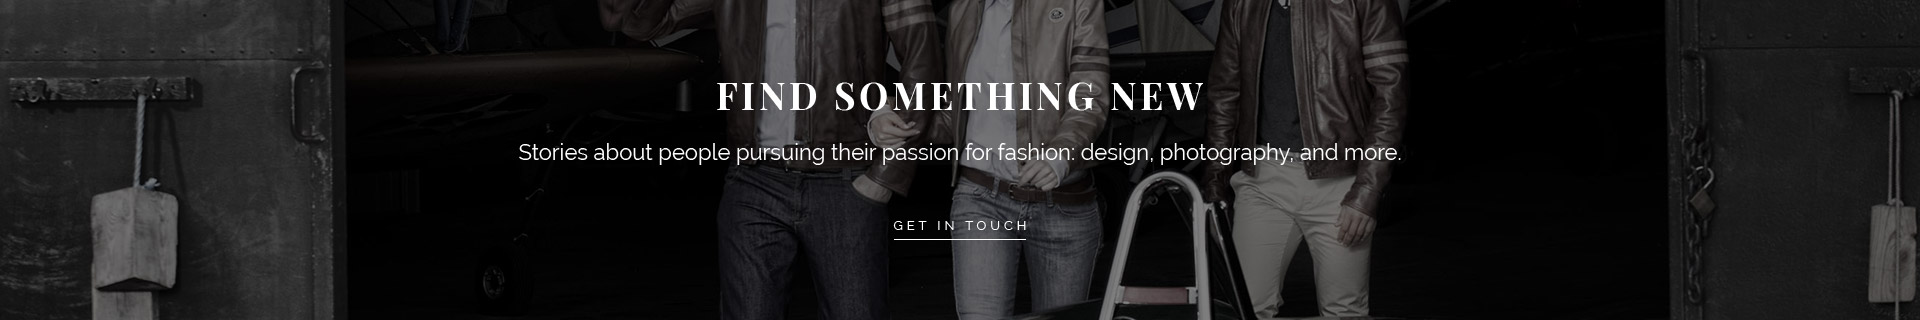 FIND SOMETHING NEW
Stories about people pursuing their passion for fashion: design, photography, and more.
GET IN TOUCH